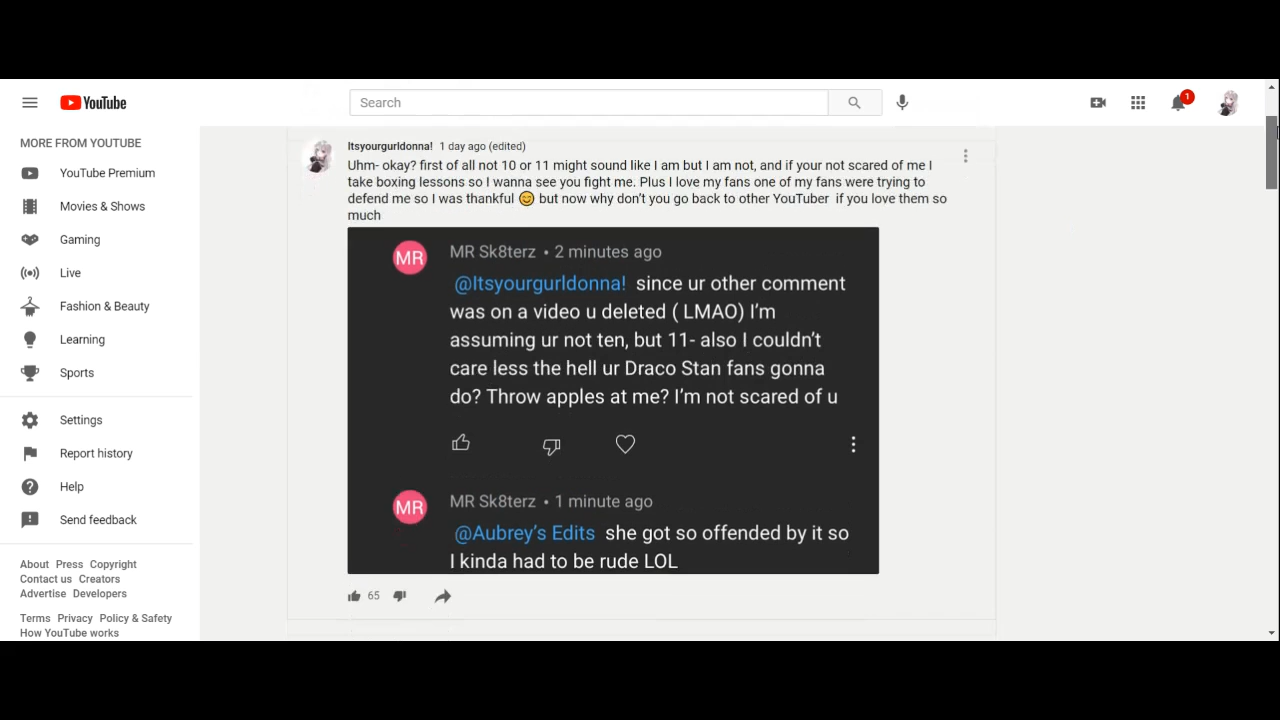 YouTube
Search
1
MORE FROM YOUTUBE
YouTube Premium
Movies & Shows
Gaming
Live
Fashion & Beauty
Learning
Sports
Settings
Report history
Help
Send feedback
About Press Copyright
Contact us Creators
Advertise Developers
Terms Privacy Policy & Safety
How YouTube works
Itsyourgurldonna! 1 day ago (edited)
Uhm- okay? first of all not 10 or 11 might sound like I am but I am not, and if your not scared of me I
take boxing lessons so I wanna see you fight me. Plus I love my fans one of my fans were trying to
defend me so I was thankful 😊 but now why don't you go back to other YouTuber if you love them so
much
MR
MR Sk8terz • 2 minutes ago
@Itsyourgurldonna! since ur other comment
was on a video u deleted ( LMAO) I'm
assuming ur not ten, but 11- also I couldn't
care less the hell ur Draco Stan fans gonna
do? Throw apples at me? I'm not scared of u
MR
MR Sk8terz • 1 minute ago
@Aubrey's Edits she got so offended by it so
I kinda had to be rude LOL
65